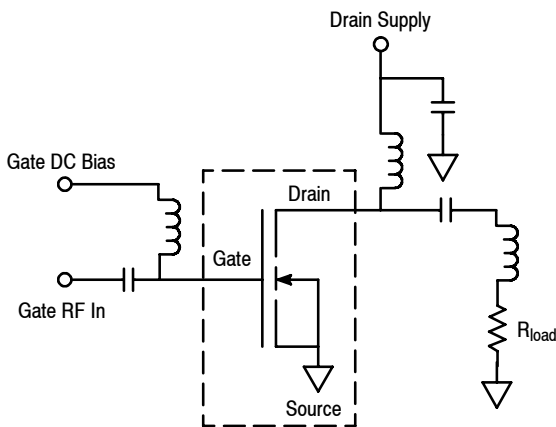 Drain Supply
Gate DC Bias
Drain
Gate
Gate RF In
Rload
Source